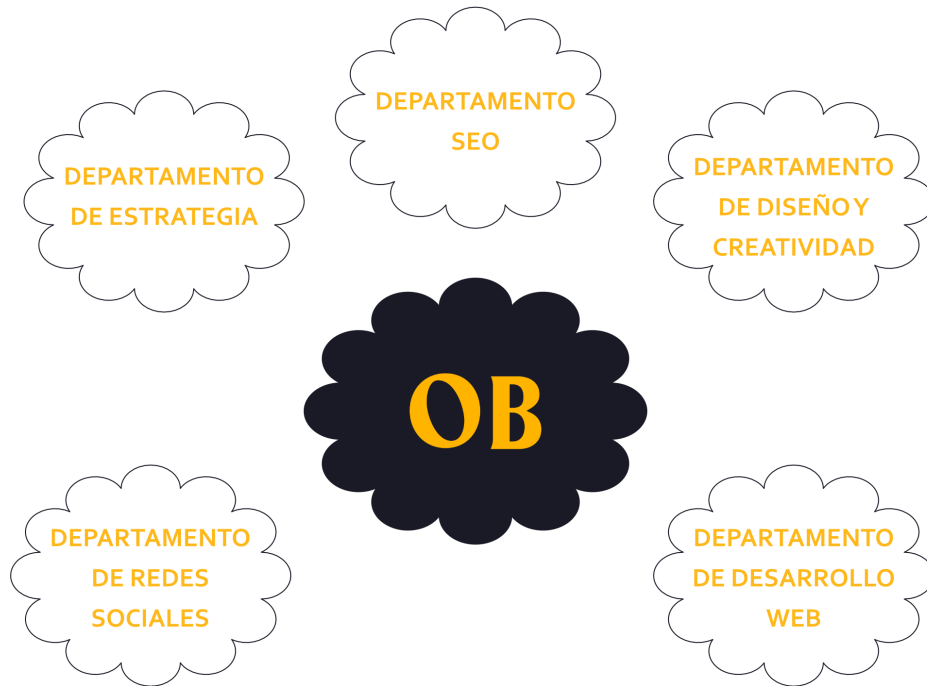 DEPARTAMENTO
SEO
DEPARTAMENTO
DE ESTRATEGIA
DEPARTAMENTO
DE DISEÑO Y
CREATIVIDAD
OB
DEPARTAMENTO
DE REDES
SOCIALES
DEPARTAMENTO
DE DESARROLLO
WEB